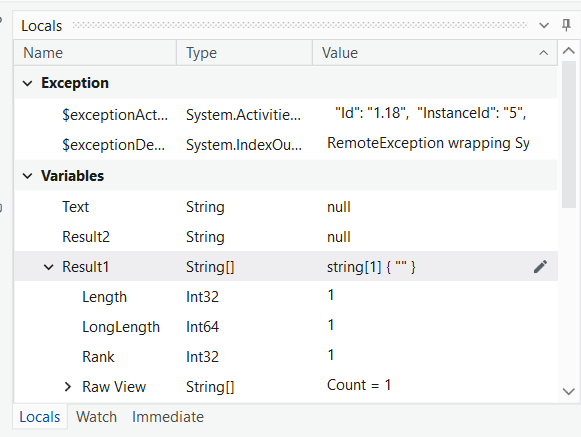 Locals
Name Type Value
Exception
$exceptionAct... System.Activitie... "Id": "1.18", "InstanceId": "5",
$exceptionDe... System.IndexOu... RemoteException wrapping Sy
Variables
Text String null
Result2 String null
Result1 String[] string[1] { "" }
Length Int32 1
LongLength Int64 1
Rank Int32 1
Raw View String[] Count = 1
Locals Watch Immediate